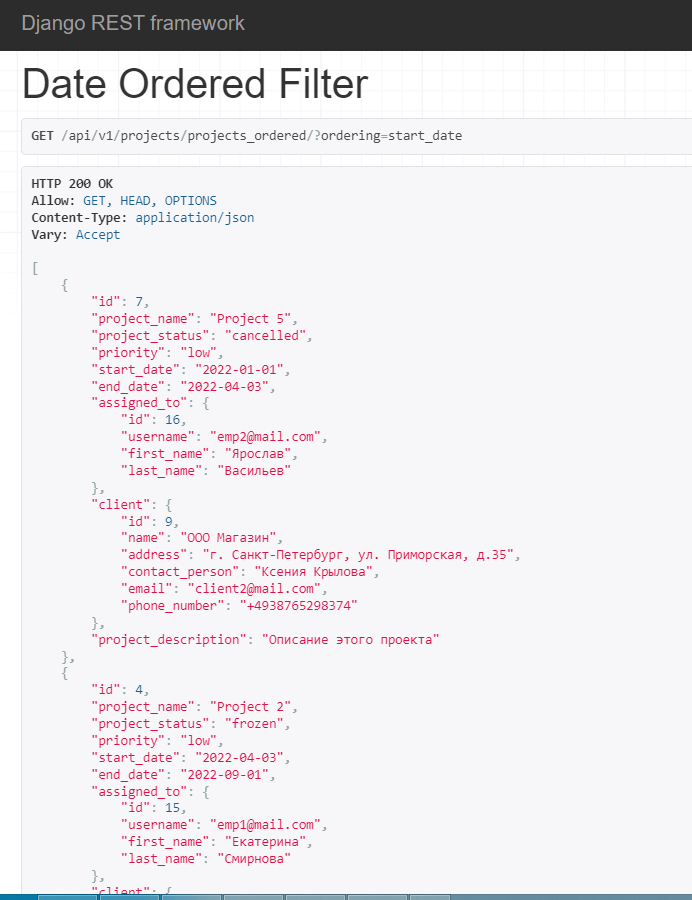 Django REST framework
Date Ordered Filter
GET /api/v1/projects/projects_ordered/?ordering=start_date
HTTP 200 OK
Allow: GET, HEAD, OPTIONS
Content-Type: application/json
Vary: Accept
[
    {
        "id": 7,
        "project_name": "Project 5",
        "project_status": "cancelled",
        "priority": "low",
        "start_date": "2022-01-01",
        "end_date": "2022-04-03",
        "assigned_to": {
            "id": 16,
            "username": "emp2@mail.com",
            "first_name": "Ярослав",
            "last_name": "Васильев"
        },
        "client": {
            "id": 9,
            "name": "ООО Магазин",
            "address": "г. Санкт-Петербург, ул. Приморская, д.35",
            "contact_person": "Ксения Крылова",
            "email": "client2@mail.com",
            "phone_number": "+4938765298374"
        },
        "project_description": "Описание этого проекта"
    },
    {
        "id": 4,
        "project_name": "Project 2",
        "project_status": "frozen",
        "priority": "low",
        "start_date": "2022-04-03",
        "end_date": "2022-09-01",
        "assigned_to": {
            "id": 15,
            "username": "emp1@mail.com",
            "first_name": "Екатерина",
            "last_name": "Смирнова"
        },
        "client": {